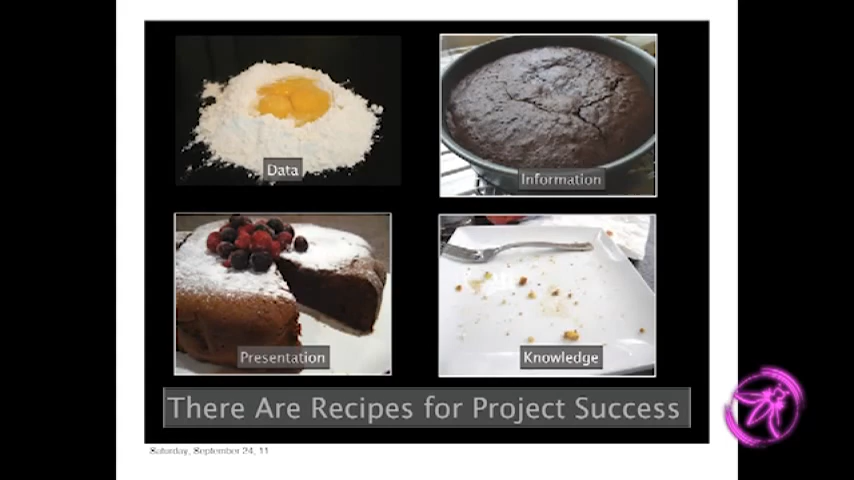 Data
Information
Presentation
Knowledge
There Are Recipes for Project Success
Saturday, September 24, 11